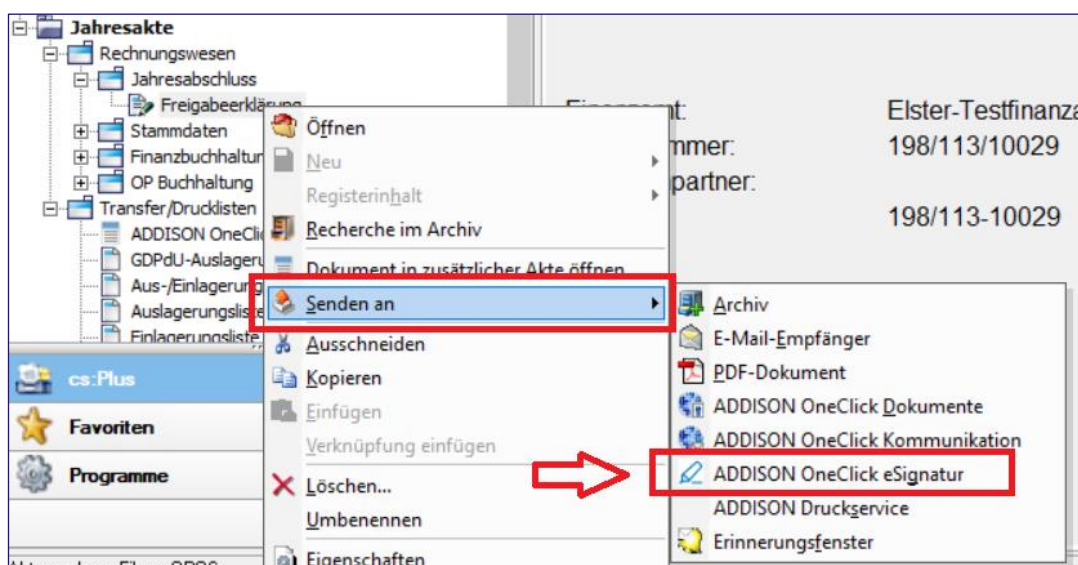 Jahresakte
Rechnungswesen
Jahresabschluss
Freigabeerklärung
Stammdaten
Finanzbuchhaltun
OP Buchhaltung
Transfer/Drucklisten
ADDISON OneClic
GDPdU-Auslageru
Aus-/Einlagerung
Auslagerungsliste
Einlagerungsliste
cs:Plus
Favoriten
Programme
Öffnen
Neu
Registerinhalt
Recherche im Archiv
Dokument in zusätzlicher Akte öffnen
Senden an
Ausschneiden
Kopieren
Einfügen
Verknüpfung einfügen
Löschen...
Umbenennen
Eigenschaften
Archiv
E-Mail-Empfänger
PDF-Dokument
ADDISON OneClick Dokumente
ADDISON OneClick Kommunikation
ADDISON OneClick eSignatur
ADDISON Druckservice
Erinnerungsfenster
Elster-Testfinanza
mmer: 198/113/10029
partner:
198/113-10029